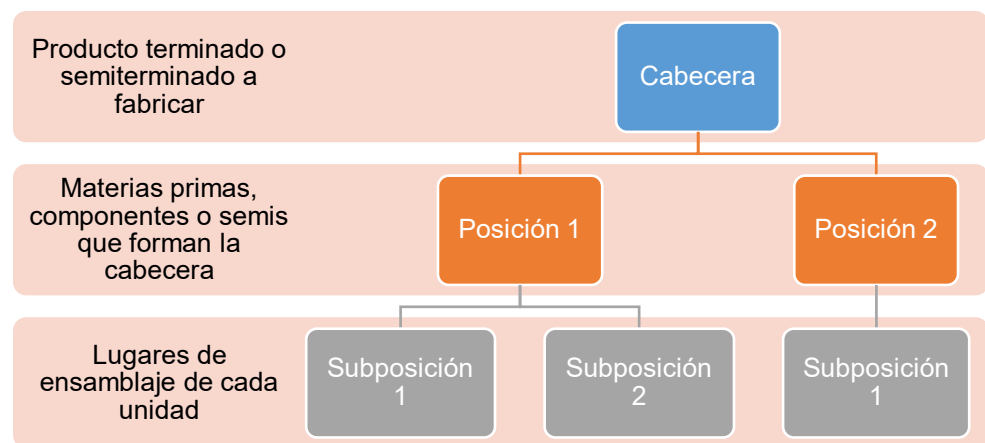 Producto terminado o
semiterminado a
fabricar
Cabecera
Materias primas,
componentes o semis
que forman la
cabecera
Posición 1
Posición 2
Lugares de
ensamblaje de cada
unidad
Subposición
1
Subposición
2
Subposición
1